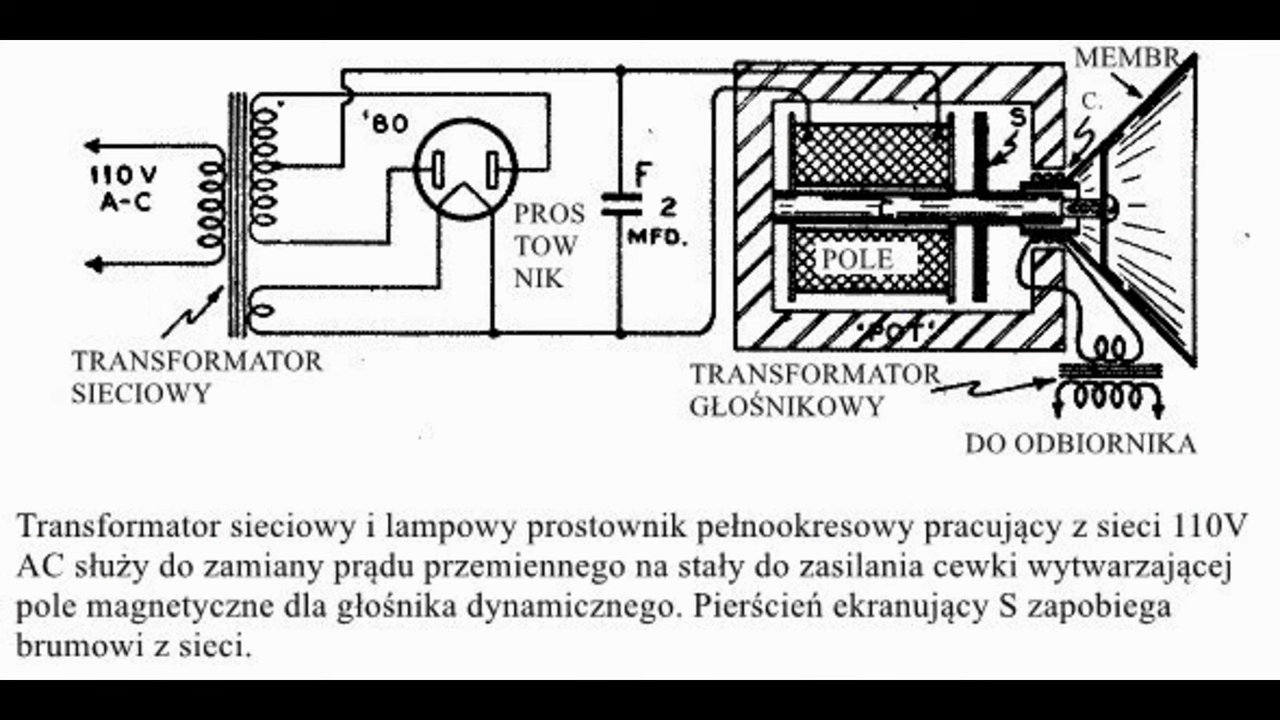 MEMBR.
C.
S
'80
110 V
A-C
F
2
MFD.
PROS
TOW
NIK
POLE
"POT"
TRANSFORMATOR
SIECIOWY
TRANSFORMATOR
GŁOŚNIKOWY
DO ODBIORNIKA
Transformator sieciowy i lampowy prostownik pełnookresowy pracujący z sieci 110V
AC służy do zamiany prądu przemiennego na stały do zasilania cewki wytwarzającej
pole magnetyczne dla głośnika dynamicznego. Pierścień ekranujący S zapobiega
brumowi z sieci.